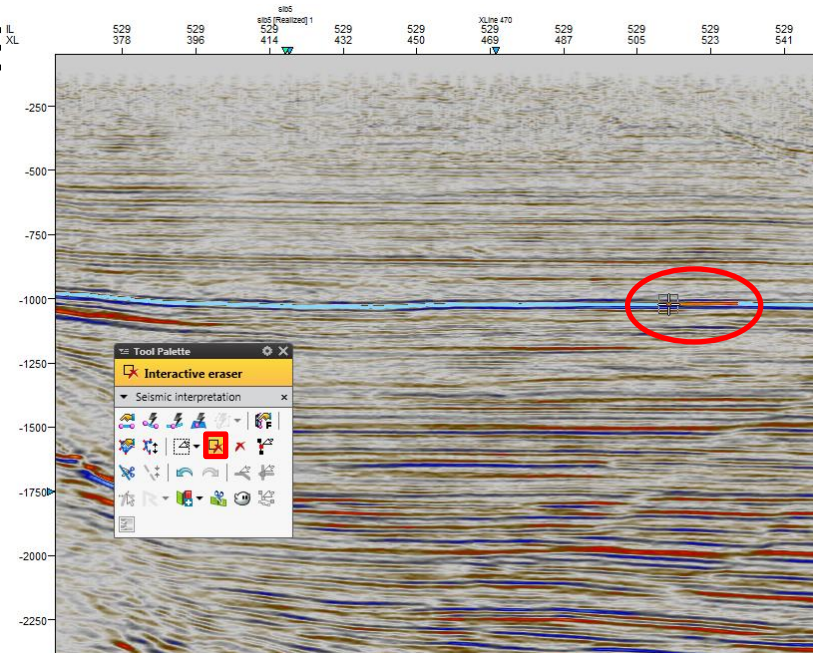 slb5
slb5 [Realized] 1 XLine 470
IL 529 529 529 529 529 529 529 529 529 529
XL 378 396 414 432 450 469 487 505 523 541
-250
-500
-750
-1000
Tool Palette
-1250
Interactive eraser
Seismic interpretation
F
-1500
-1750
-2000
-2250